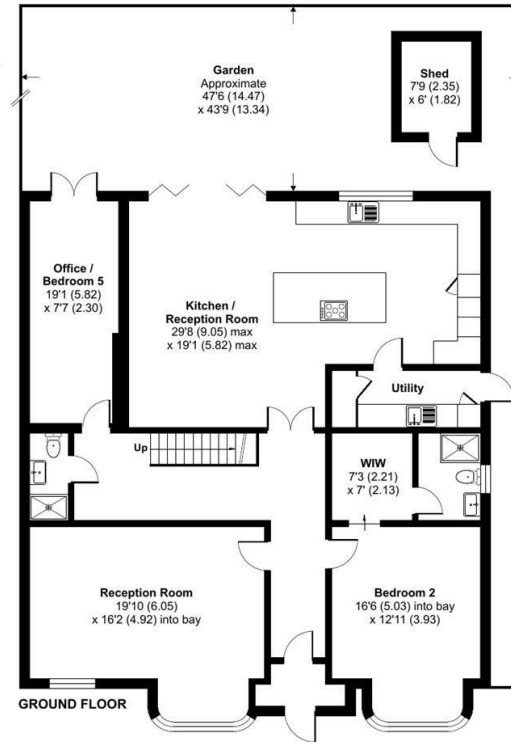 Garden
Approximate
47'6 (14.47)
x 43'9 (13.34)
Shed
7'9 (2.35)
x 6' (1.82)
Office /
Bedroom 5
19'1 (5.82)
x 7'7 (2.30)
Kitchen /
Reception Room
29'8 (9.05) max
x 19'1 (5.82) max
Utility
Up
WIW
7'3 (2.21)
x 7' (2.13)
Reception Room
19'10 (6.05)
x 16'2 (4.92) into bay
Bedroom 2
16'6 (5.03) into bay
x 12'11 (3.93)
GROUND FLOOR